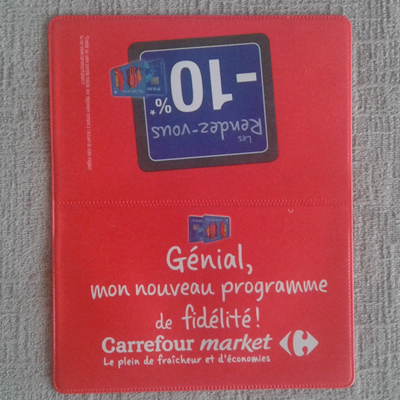 Les
Rendez-vous
-10%*
Génial,
mon nouveau programme
de fidélité!
Carrefour market
Le plein de fraîcheur et d'économies